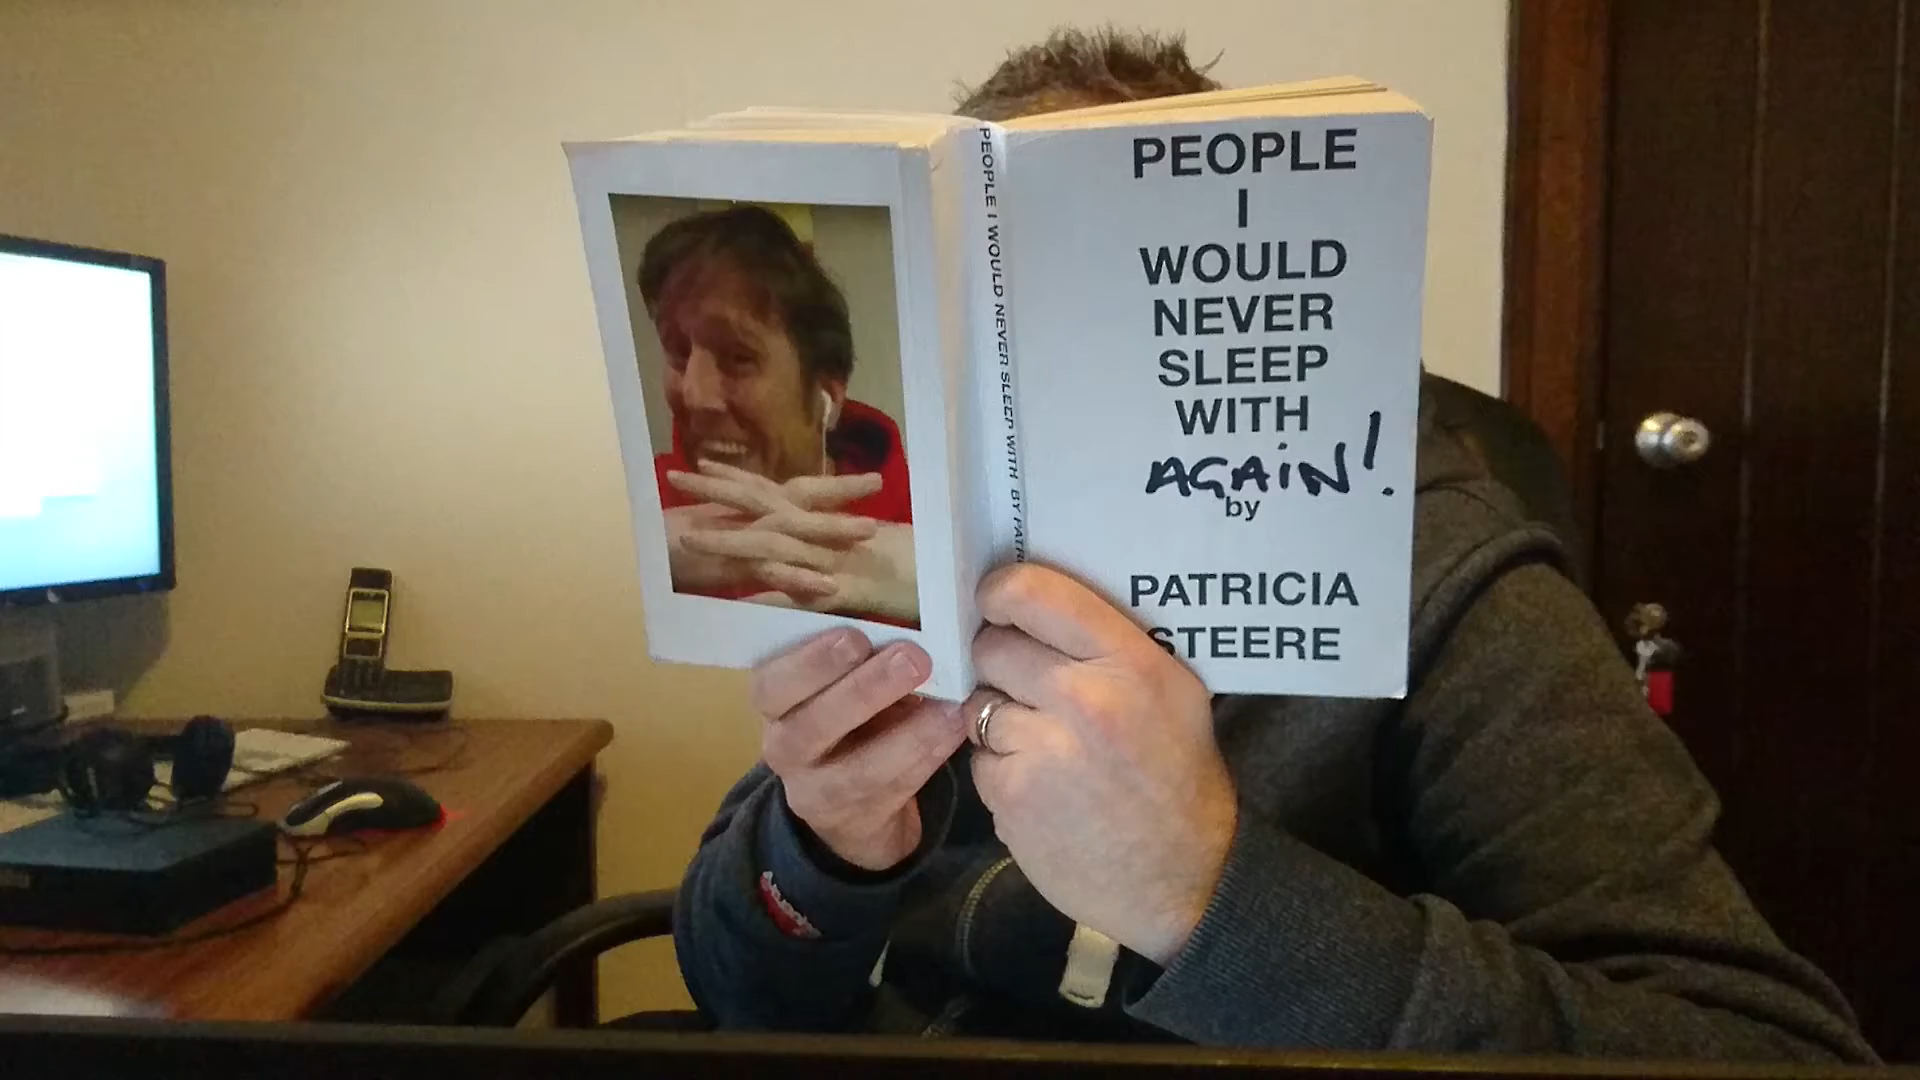 PEOPLE
I
WOULD
NEVER
SLEEP
WITH
AGAiN!
by
PATRICIA
STEERE
PEOPLE I WOULD NEVER SLEEP WITH BY